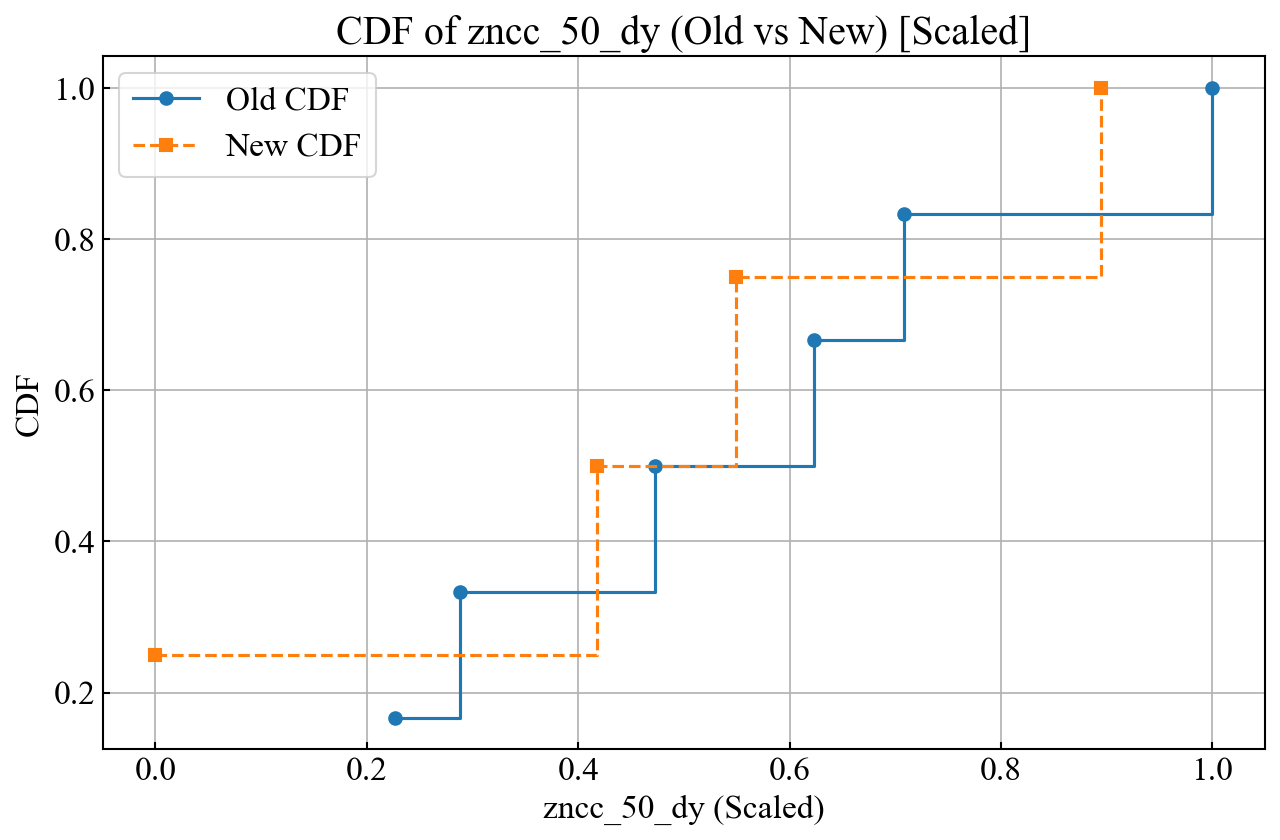 CDF of zncc_50_dy (Old vs New) [Scaled]
Old CDF
New CDF
1.0
0.8
0.6
0.4
0.2
CDF
0.0 0.2 0.4 0.6 0.8 1.0
zncc_50_dy (Scaled)